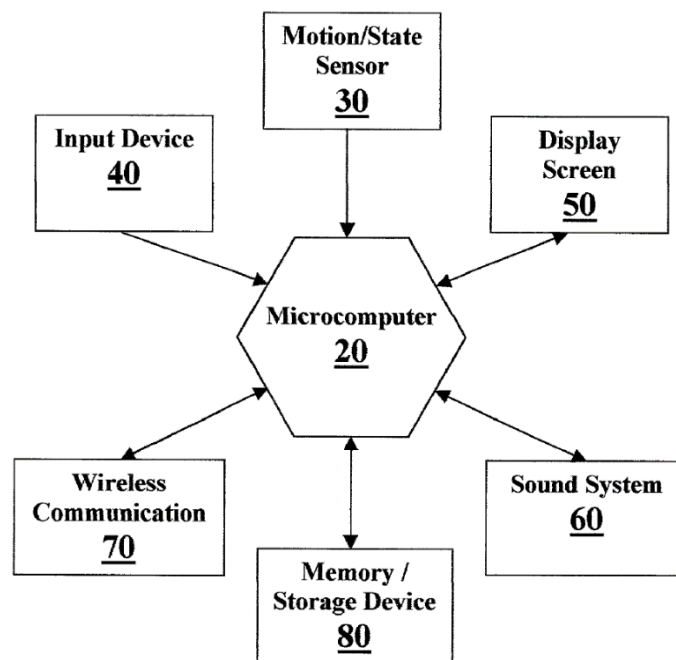 Motion/State
Sensor
30
Input Device
40
Display
Screen
50
Microcomputer
20
Wireless
Communication
70
Sound System
60
Memory /
Storage Device
80